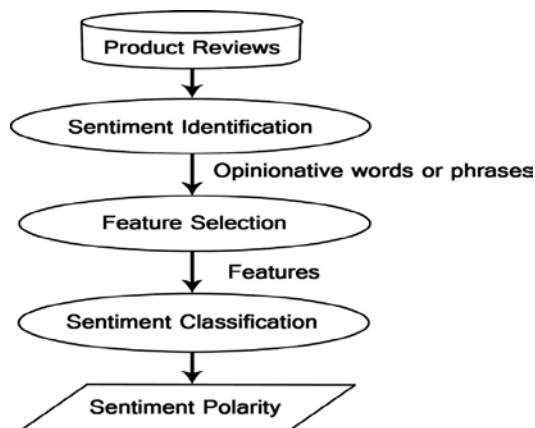 Product Reviews
Sentiment Identification
Opinionative words or phrases
Feature Selection
Features
Sentiment Classification
Sentiment Polarity